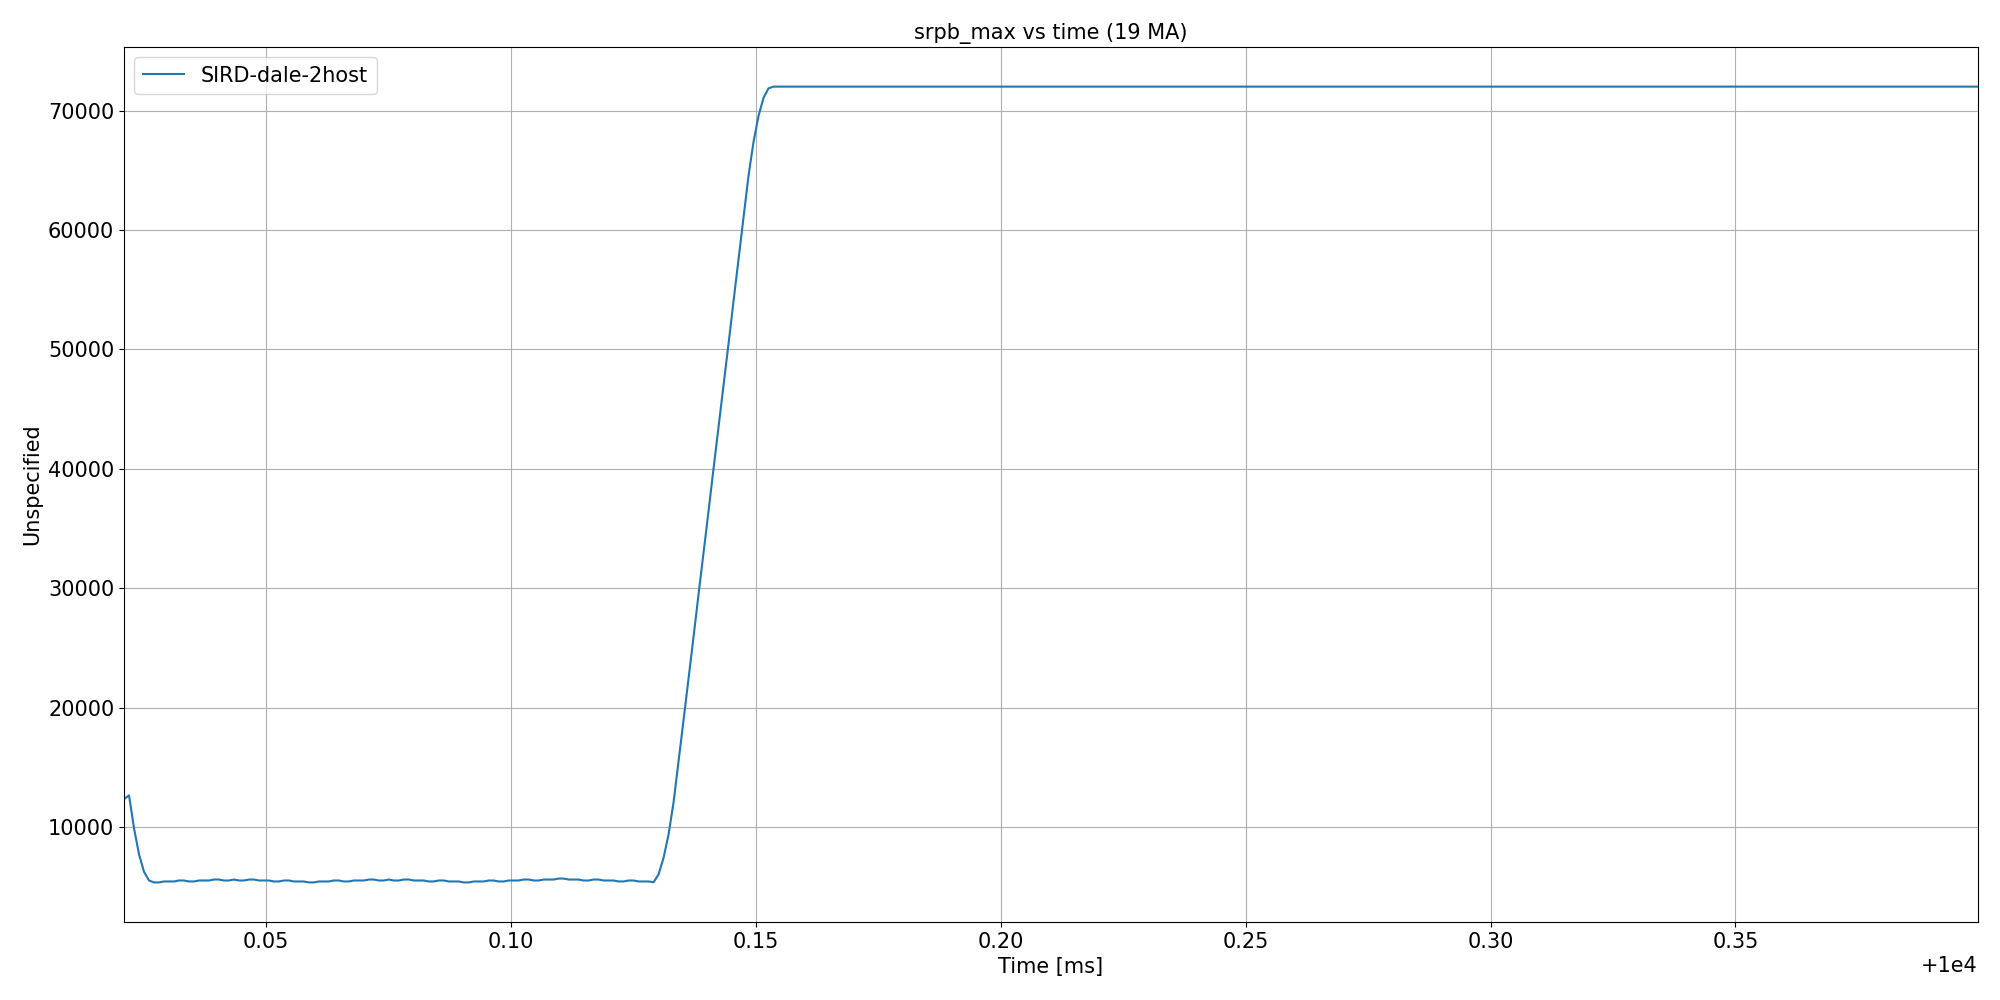 srpb_max vs time (19 MA)
SIRD-dale-2host
70000
60000
50000
40000
30000
20000
10000
Unspecified
0.05 0.10 0.15 0.20 0.25 0.30 0.35
Time [ms]
+1e4